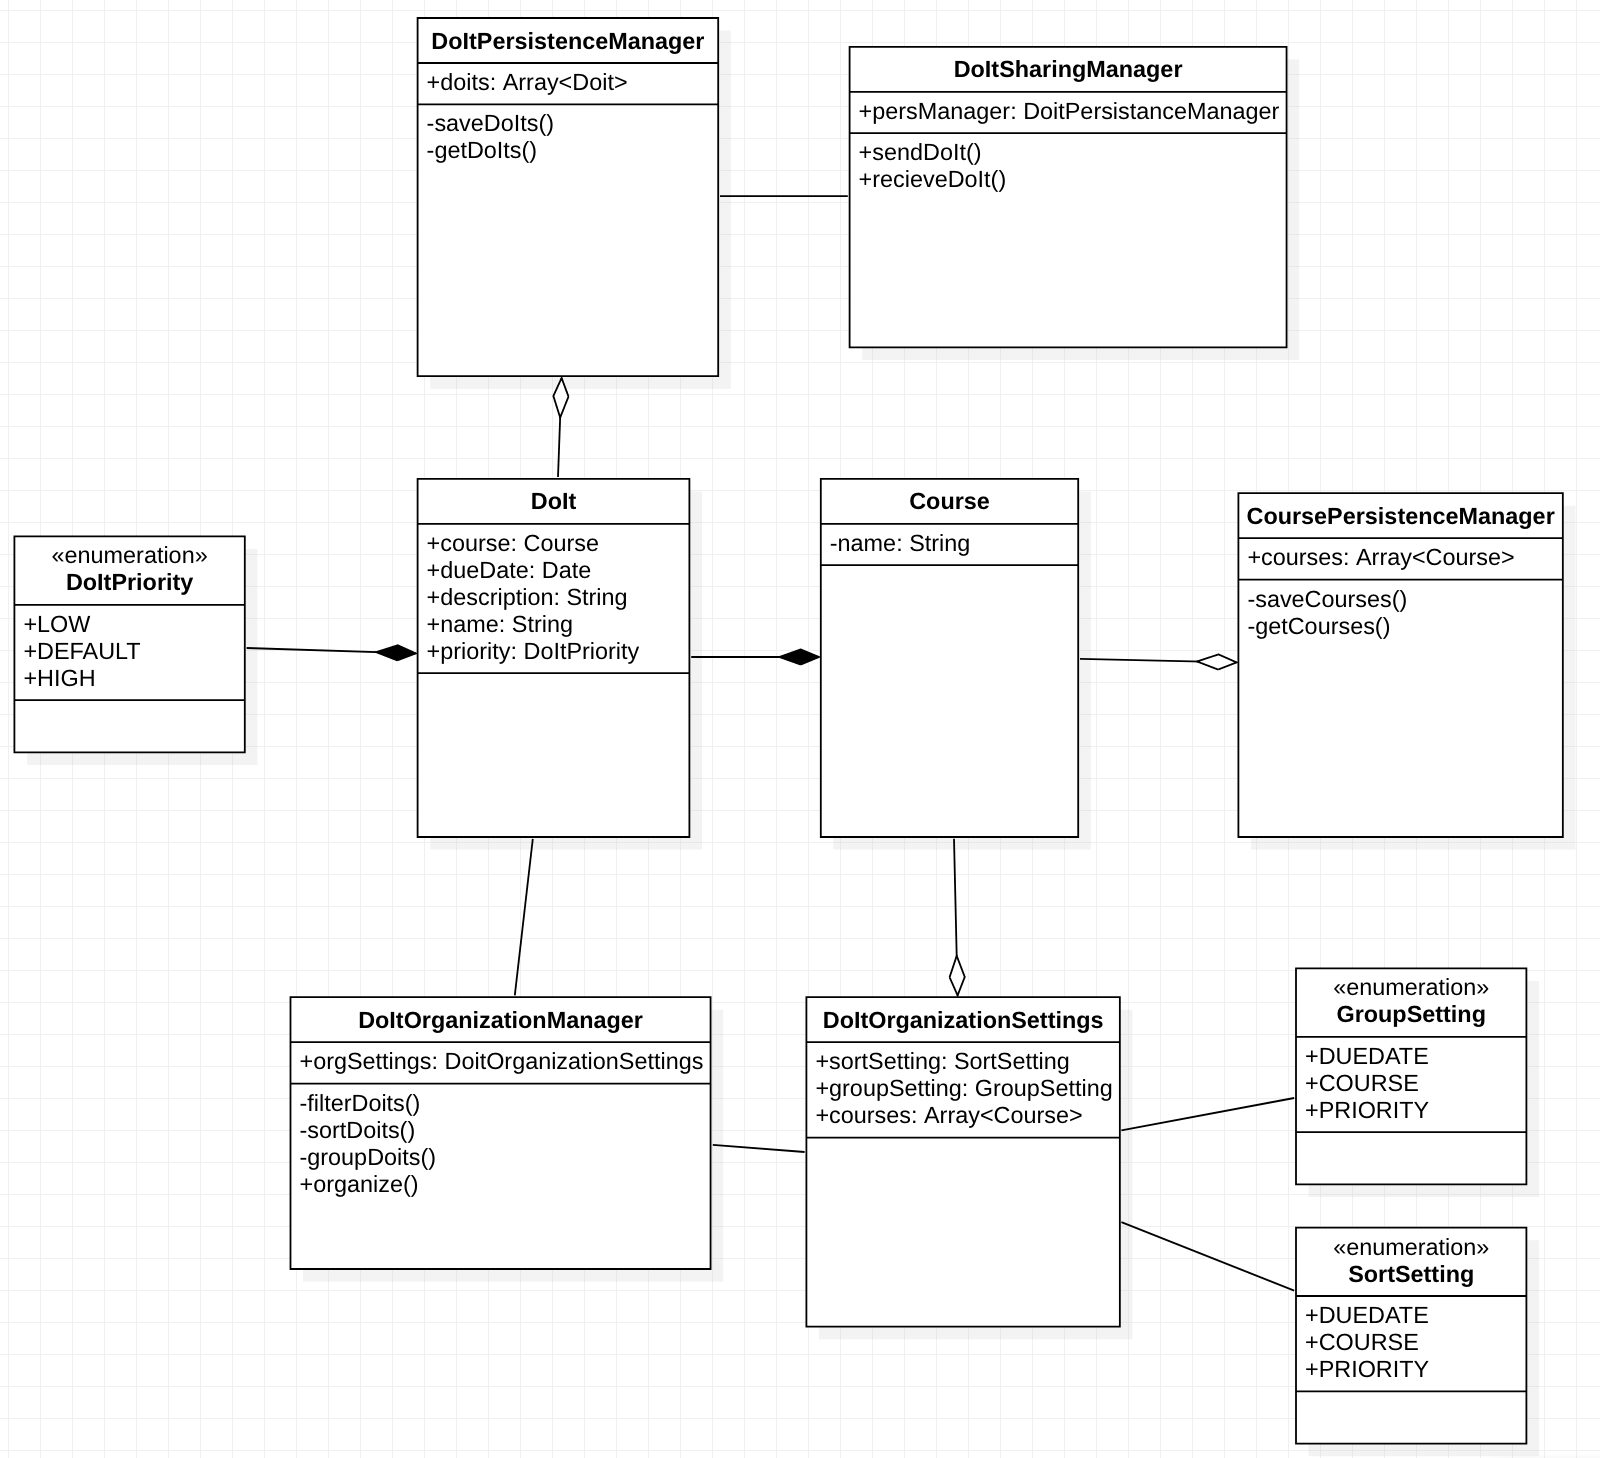 DoItPersistenceManager
+doits: Array<Doit>
-saveDoIts()
-getDoIts()
DoItSharingManager
+persManager: DoitPersistanceManager
+sendDoIt()
+recieveDoIt()
«enumeration»
DoItPriority
+LOW
+DEFAULT
+HIGH
DoIt
+course: Course
+dueDate: Date
+description: String
+name: String
+priority: DoItPriority
Course
-name: String
CoursePersistenceManager
+courses: Array<Course>
-saveCourses()
-getCourses()
DoItOrganizationManager
+orgSettings: DoitOrganizationSettings
-filterDoits()
-sortDoits()
-groupDoits()
+organize()
DoItOrganizationSettings
+sortSetting: SortSetting
+groupSetting: GroupSetting
+courses: Array<Course>
«enumeration»
GroupSetting
+DUEDATE
+COURSE
+PRIORITY
«enumeration»
SortSetting
+DUEDATE
+COURSE
+PRIORITY